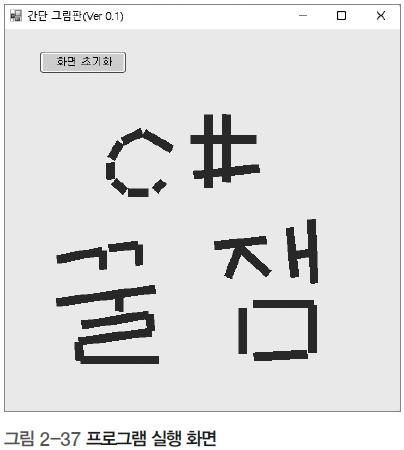 간단 그림판(Ver 0.1)
화면 초기화
C#
꿀 잼
그림 2-37 프로그램 실행 화면